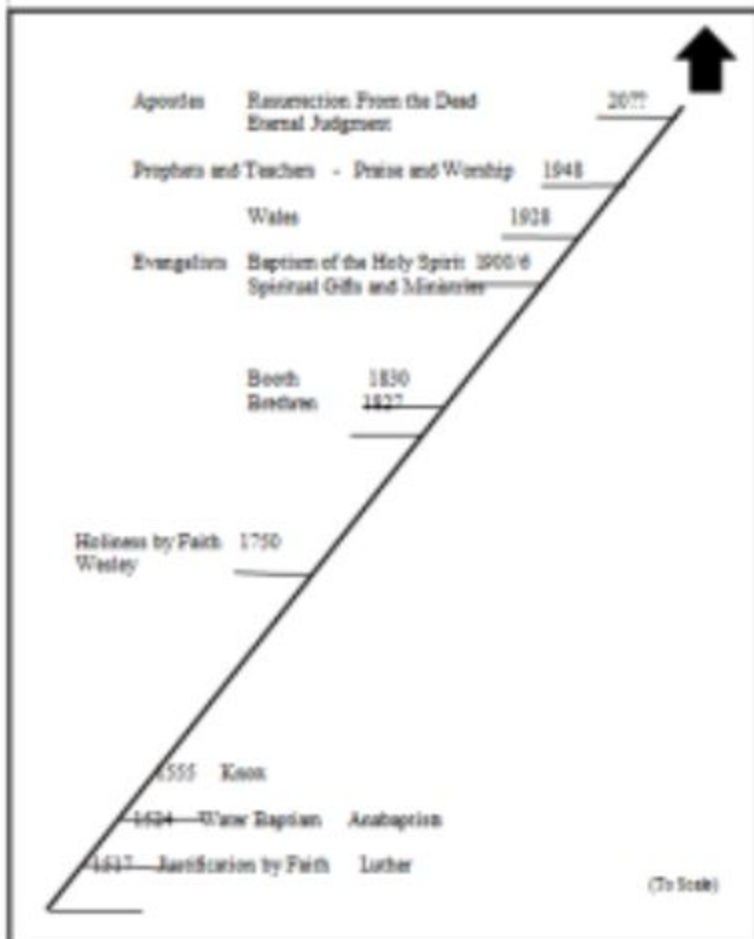 Apostles Resurrection From the Dead 20??
Eternal Judgment
Prophets and Teachers - Praise and Worship 1948
Wales 1928
Evangelists Baptism of the Holy Spirit 1900/6
Spiritual Gifts and Ministries
Booth 1830
Brethren 1827
Holiness by Faith 1750
Wesley
1555 Knox
1524 Water Baptism Anabaptists
1517 Justification by Faith Luther
(To Scale)